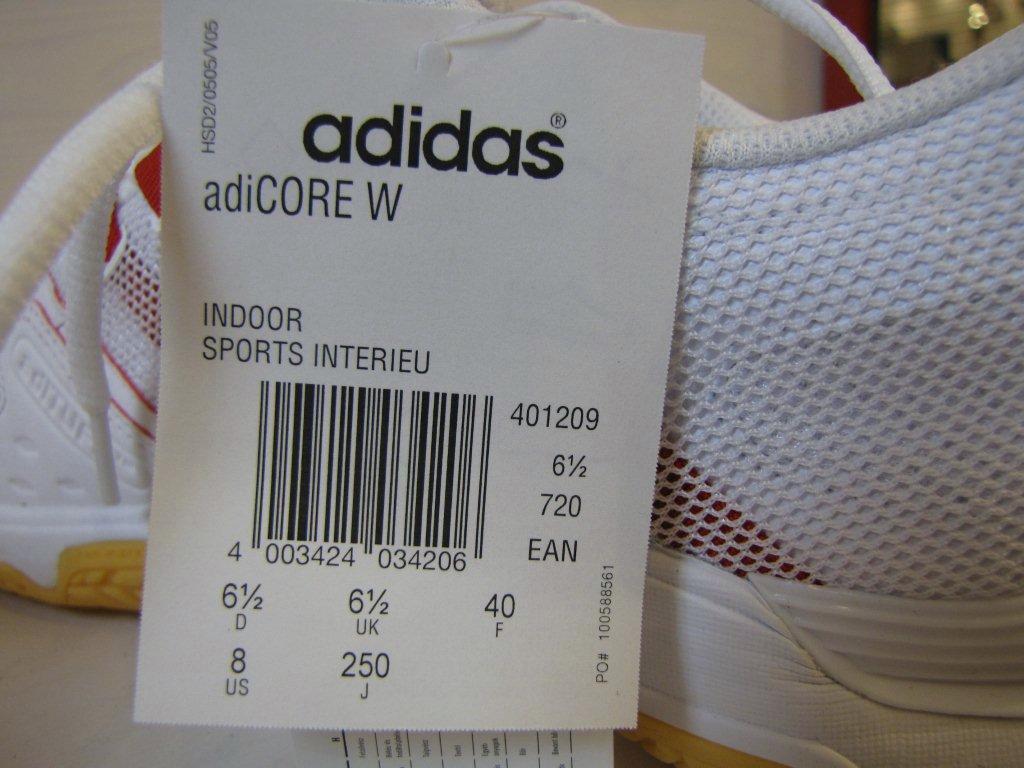 HSD2/0505/V05
adidas®
adiCORE W
INDOOR
SPORTS INTERIEU
401209
6½
720
EAN
4 003424 034206
6½ 6½ 40
D UK F
8 250
US J
PO# 100588561